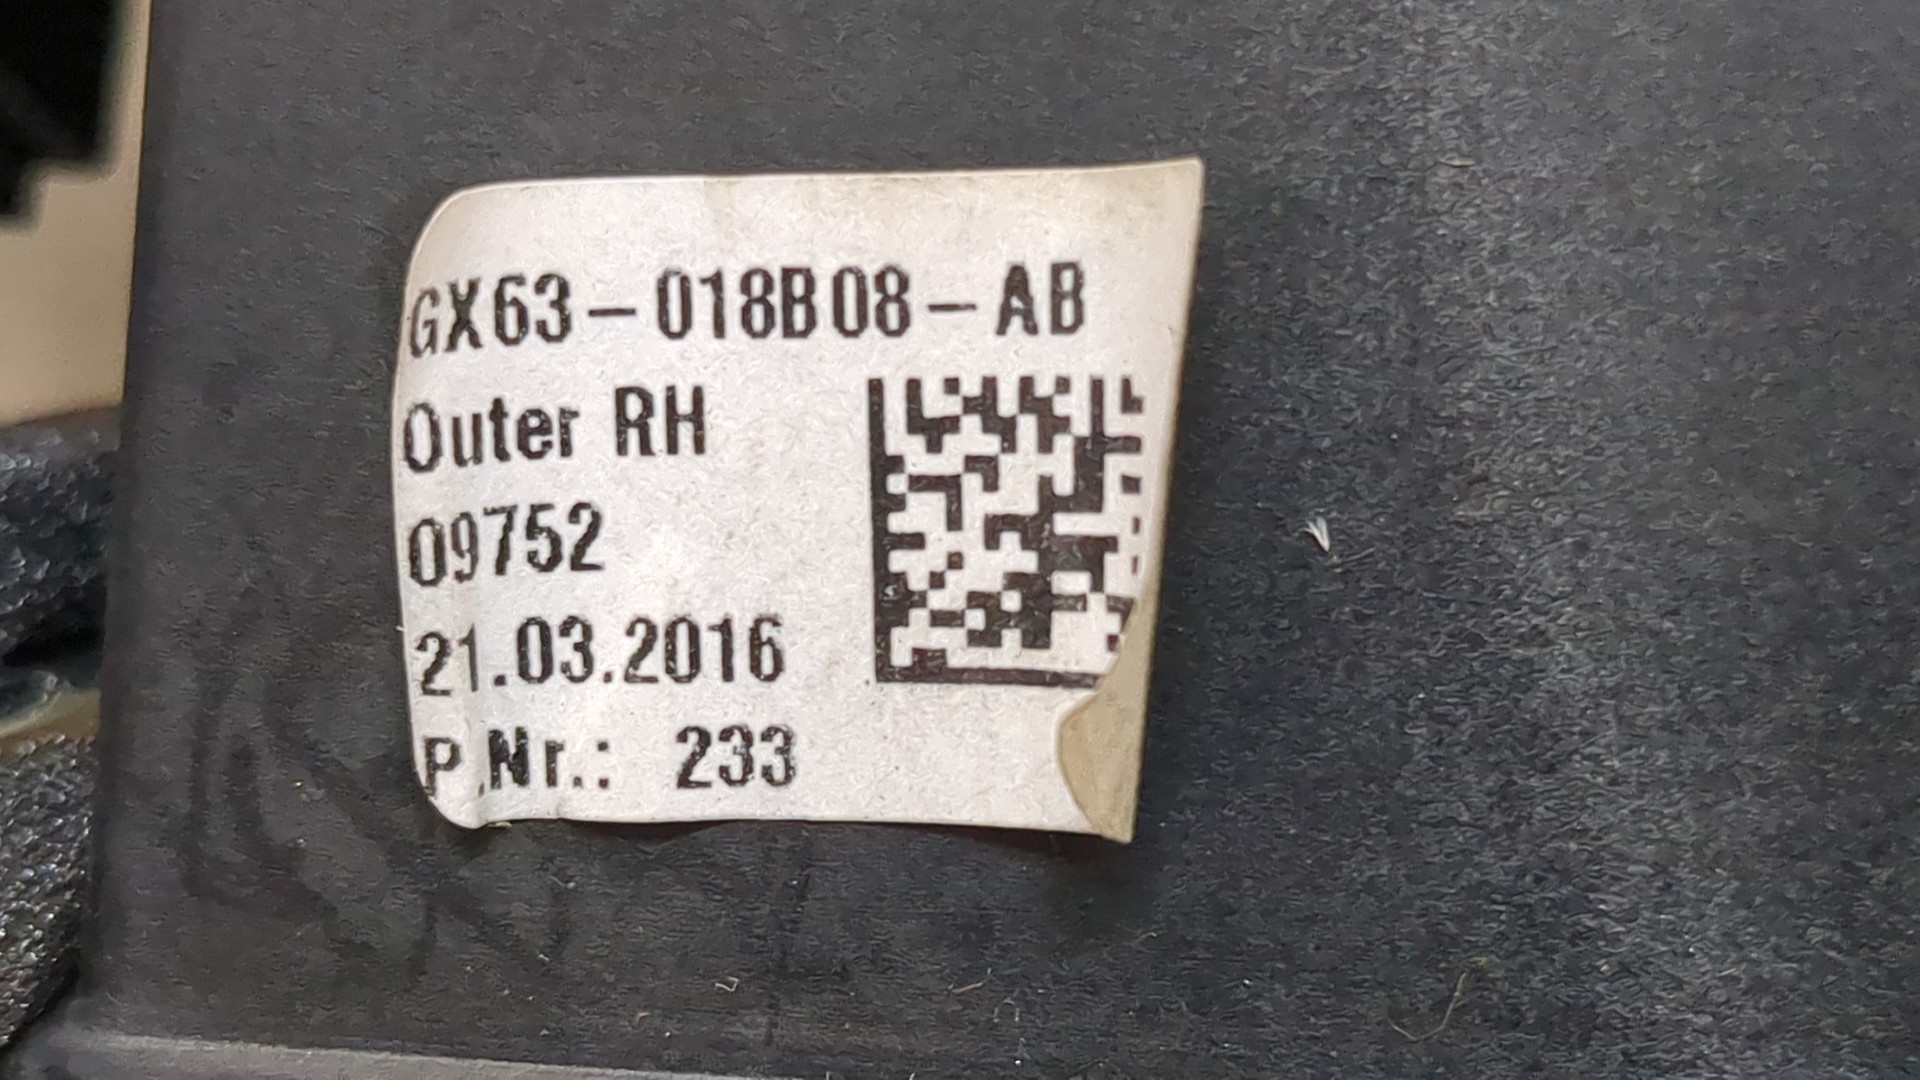 GX63-018B08-AB
Outer RH
09752
21.03.2016
P.Nr.: 233